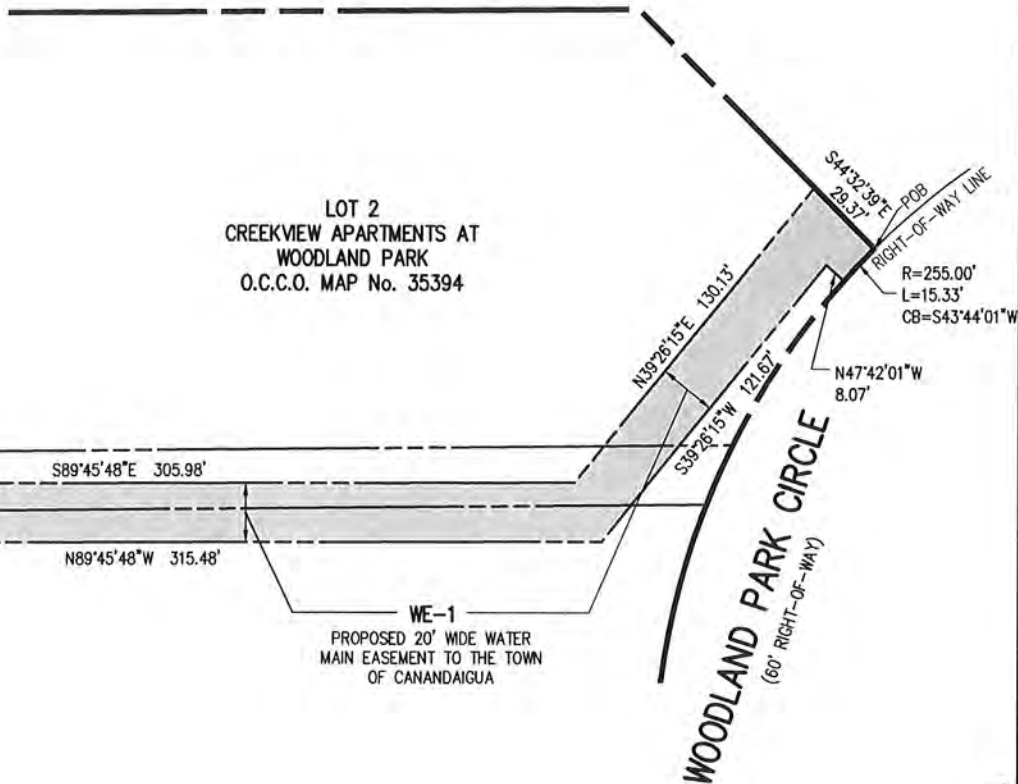 LOT 2
CREEKVIEW APARTMENTS AT
WOODLAND PARK
O.C.C.O. MAP No. 35394
S44°32'39"E
29.37'
POB
RIGHT-OF-WAY LINE
R=255.00'
L=15.33'
CB=S43°44'01"W
N47°42'01"W
8.07'
N39°26'15"E 130.13'
S39°26'15"W 121.67'
S89°45'48"E 305.98'
N89°45'48"W 315.48'
WE-1
PROPOSED 20' WIDE WATER
MAIN EASEMENT TO THE TOWN
OF CANANDAIGUA
WOODLAND PARK CIRCLE
(60' RIGHT-OF-WAY)